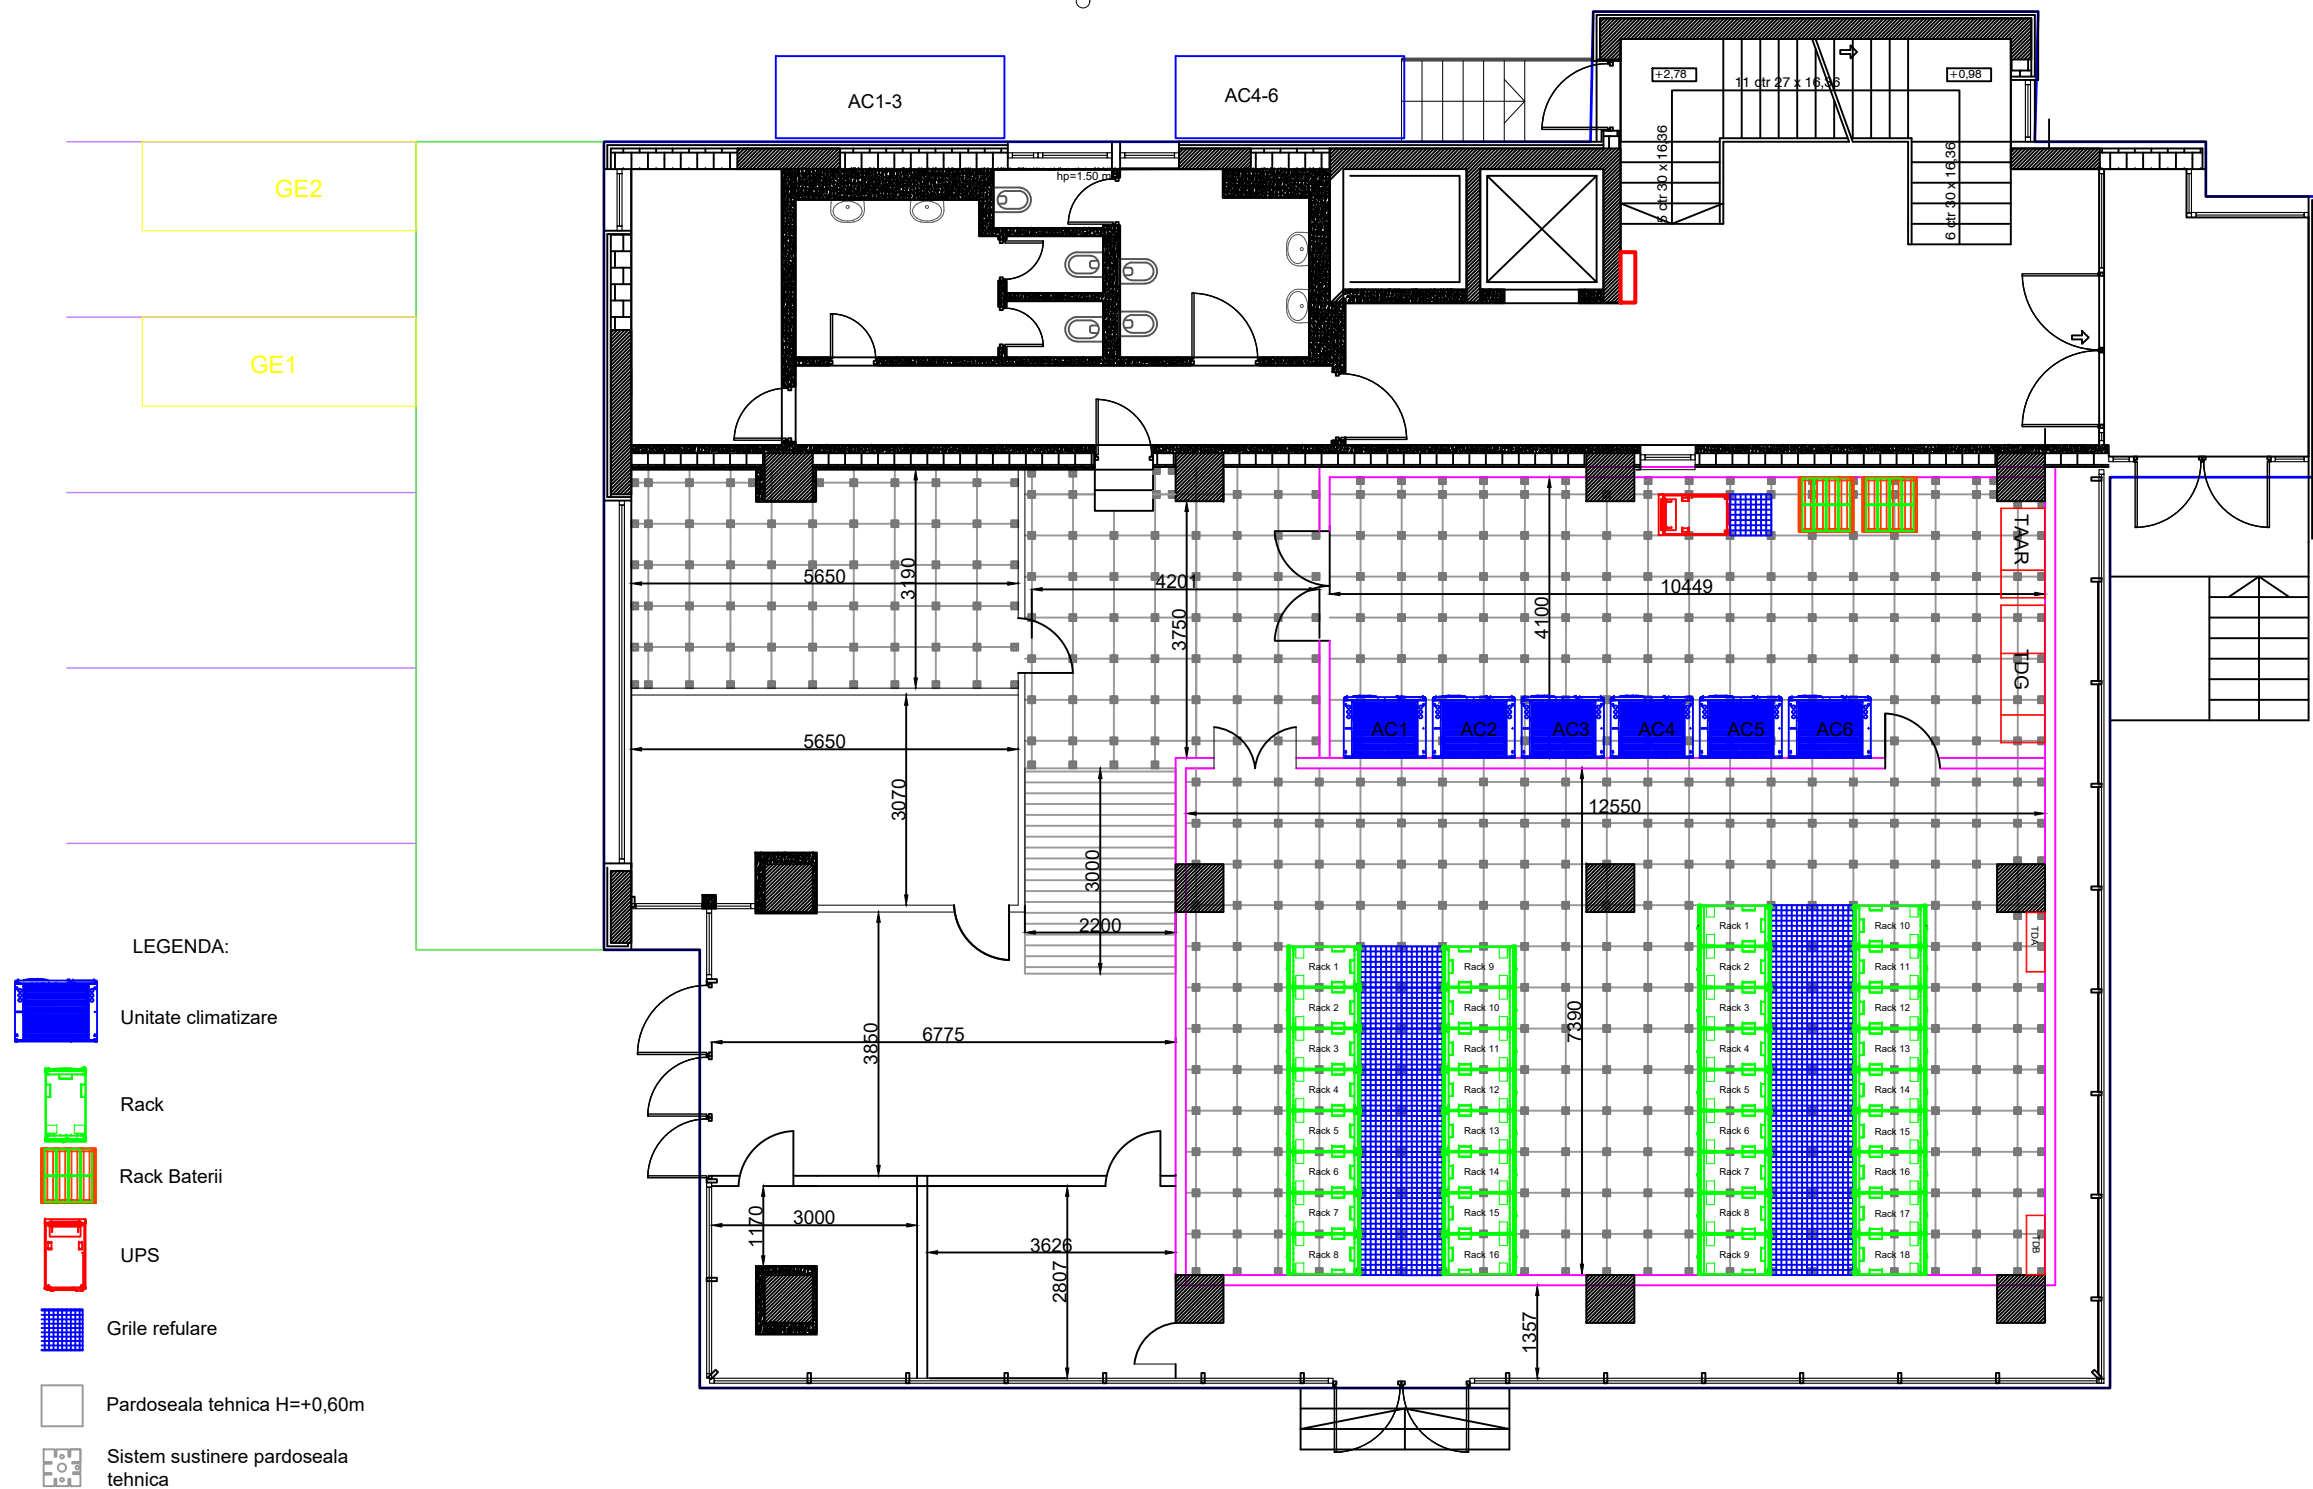 AC1-3
AC4-6
+2,78
+0,98
11 ctr 27 x 16,36
5 ctr 30 x 16,36
6 ctr 30 x 16,36
hp=1.50 m
GE2
GE1
TAAR
TDG
5650
3190
4201
3750
4100
10449
AC1
AC2
AC3
AC4
AC5
AC6
5650
3070
3000
2200
12550
7390
6775
3850
Rack 1
Rack 2
Rack 3
Rack 4
Rack 5
Rack 6
Rack 7
Rack 8
Rack 9
Rack 10
Rack 11
Rack 12
Rack 13
Rack 14
Rack 15
Rack 16
Rack 1
Rack 2
Rack 3
Rack 4
Rack 5
Rack 6
Rack 7
Rack 8
Rack 9
Rack 10
Rack 11
Rack 12
Rack 13
Rack 14
Rack 15
Rack 16
Rack 17
Rack 18
TDA
TDB
1170
3000
3626
2807
1357
LEGENDA:
Unitate climatizare
Rack
Rack Baterii
UPS
Grile refulare
Pardoseala tehnica H=+0,60m
Sistem sustinere pardoseala
tehnica